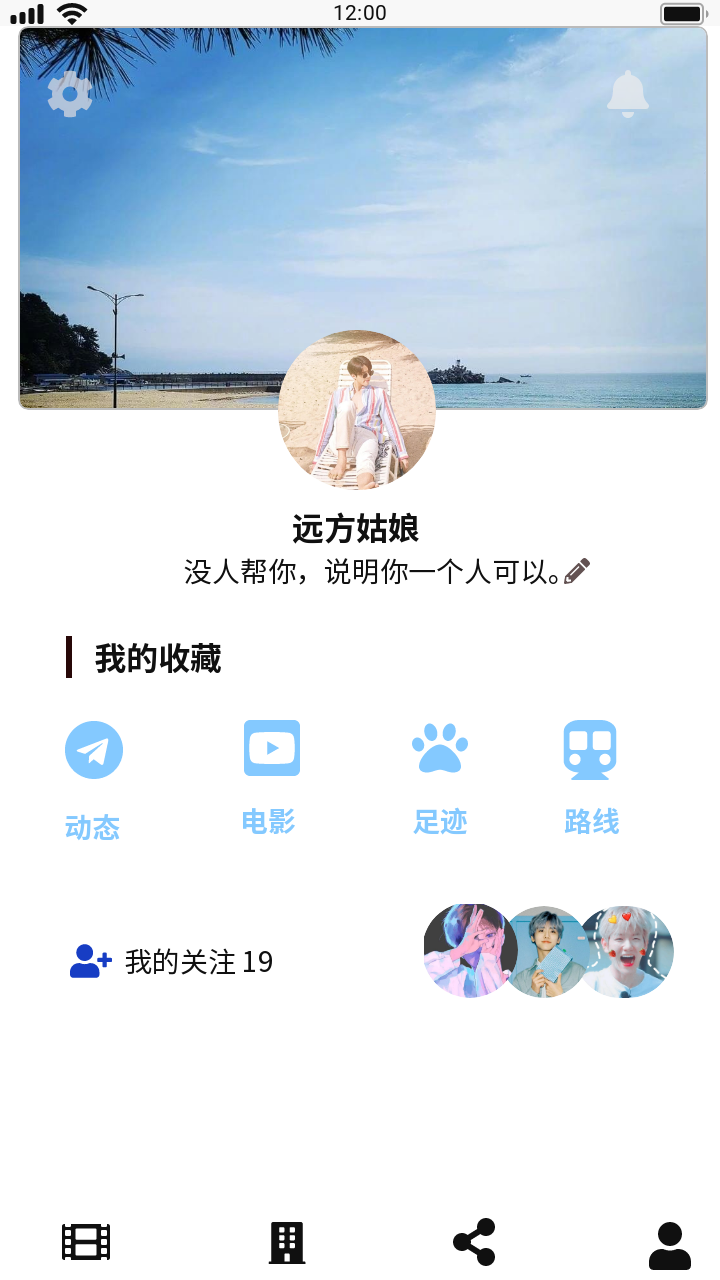 12:00
远方姑娘
没人帮你，说明你一个人可以。
我的收藏
动态
电影
足迹
路线
我的关注 19